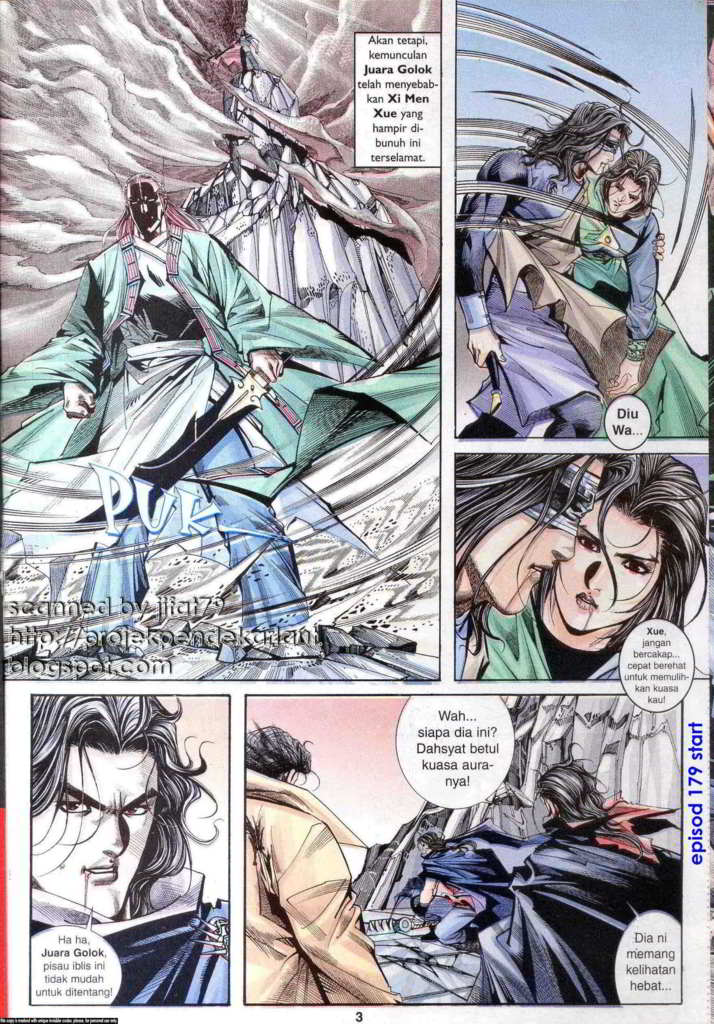 Akan tetapi,
kemunculan
Juara Golok
telah menyebab-
kan Xi Men
Xue yang
hampir di-
bunuh ini
terselamat.
Diu
Wa...
PUK
scanned by jifat79
http://projekpendekarlaut.
blogspot.com
Xue,
jangan
bercakap...
cepat berehat
untuk memulih-
kan kuasa
kau!
Ha ha,
Juara Golok,
pisau iblis ini
tidak mudah
untuk ditentang!
Wah...
siapa dia ini?
Dahsyat betul
kuasa aura-
nya!
Dia ni
memang
kelihatan
hebat...
episod 179 start
3